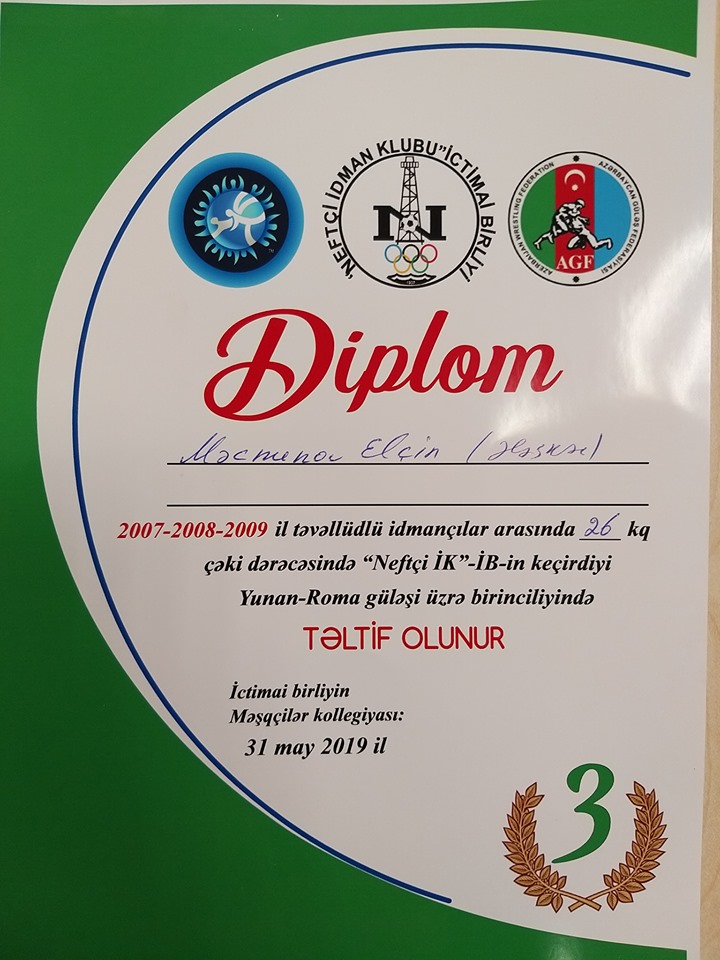 "NEFTÇİ İDMAN KLUBU" İCTİMAİ BİRLİYİ
N
1937
AZERBAIJAN WRESTLING FEDERATION
AZƏRBAYCAN GÜLƏŞ FEDERASİYASI
AGF
Diplom
Elçin
2007-2008-2009 il təvəllüdlü idmançılar arasında 26 kq
çəki dərəcəsində “Neftçi İK”-İB-in keçirdiyi
Yunan-Roma güləşi üzrə birinciliyində
TƏLTİF OLUNUR
İctimai birliyin
Məşqçilər kollegiyası:
31 may 2019 il
3